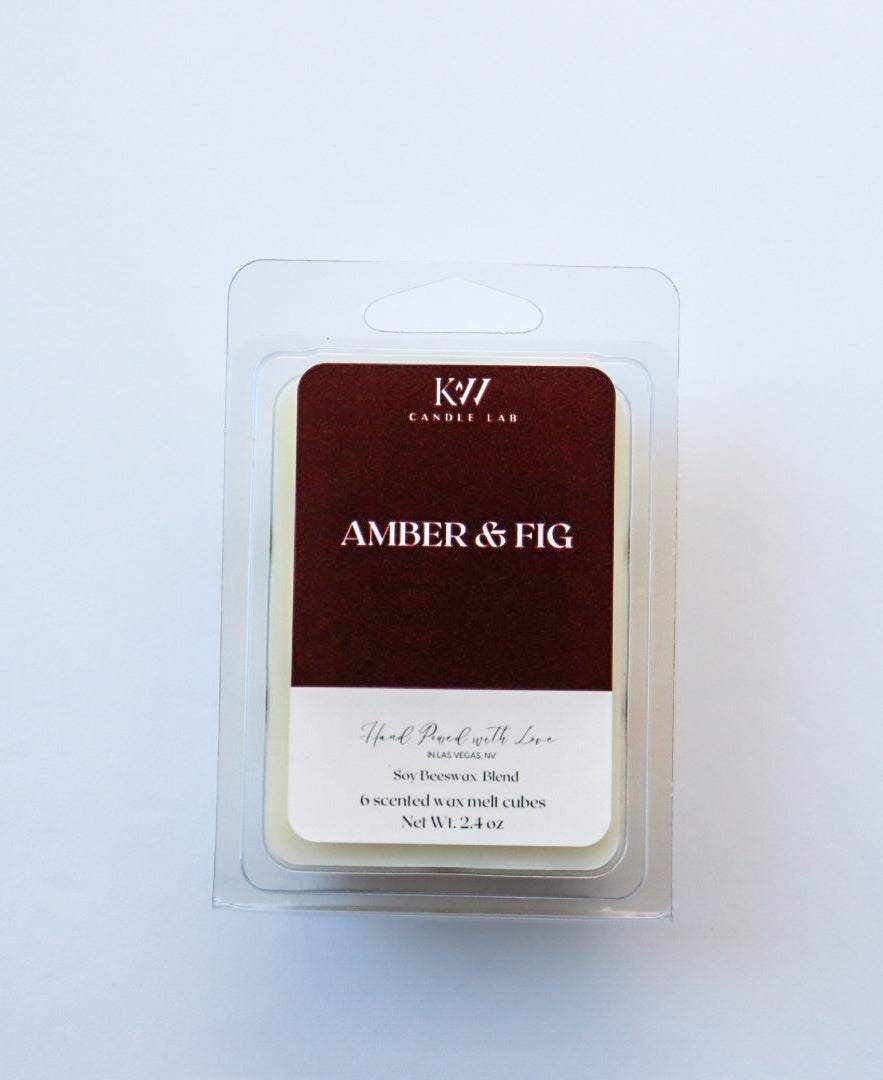 KW
CANDLE LAB
AMBER & FIG
Hand Poured with Love
IN LAS VEGAS, NV
Soy Beeswax Blend
6 scented wax melt cubes
Net Wt. 2.4 oz